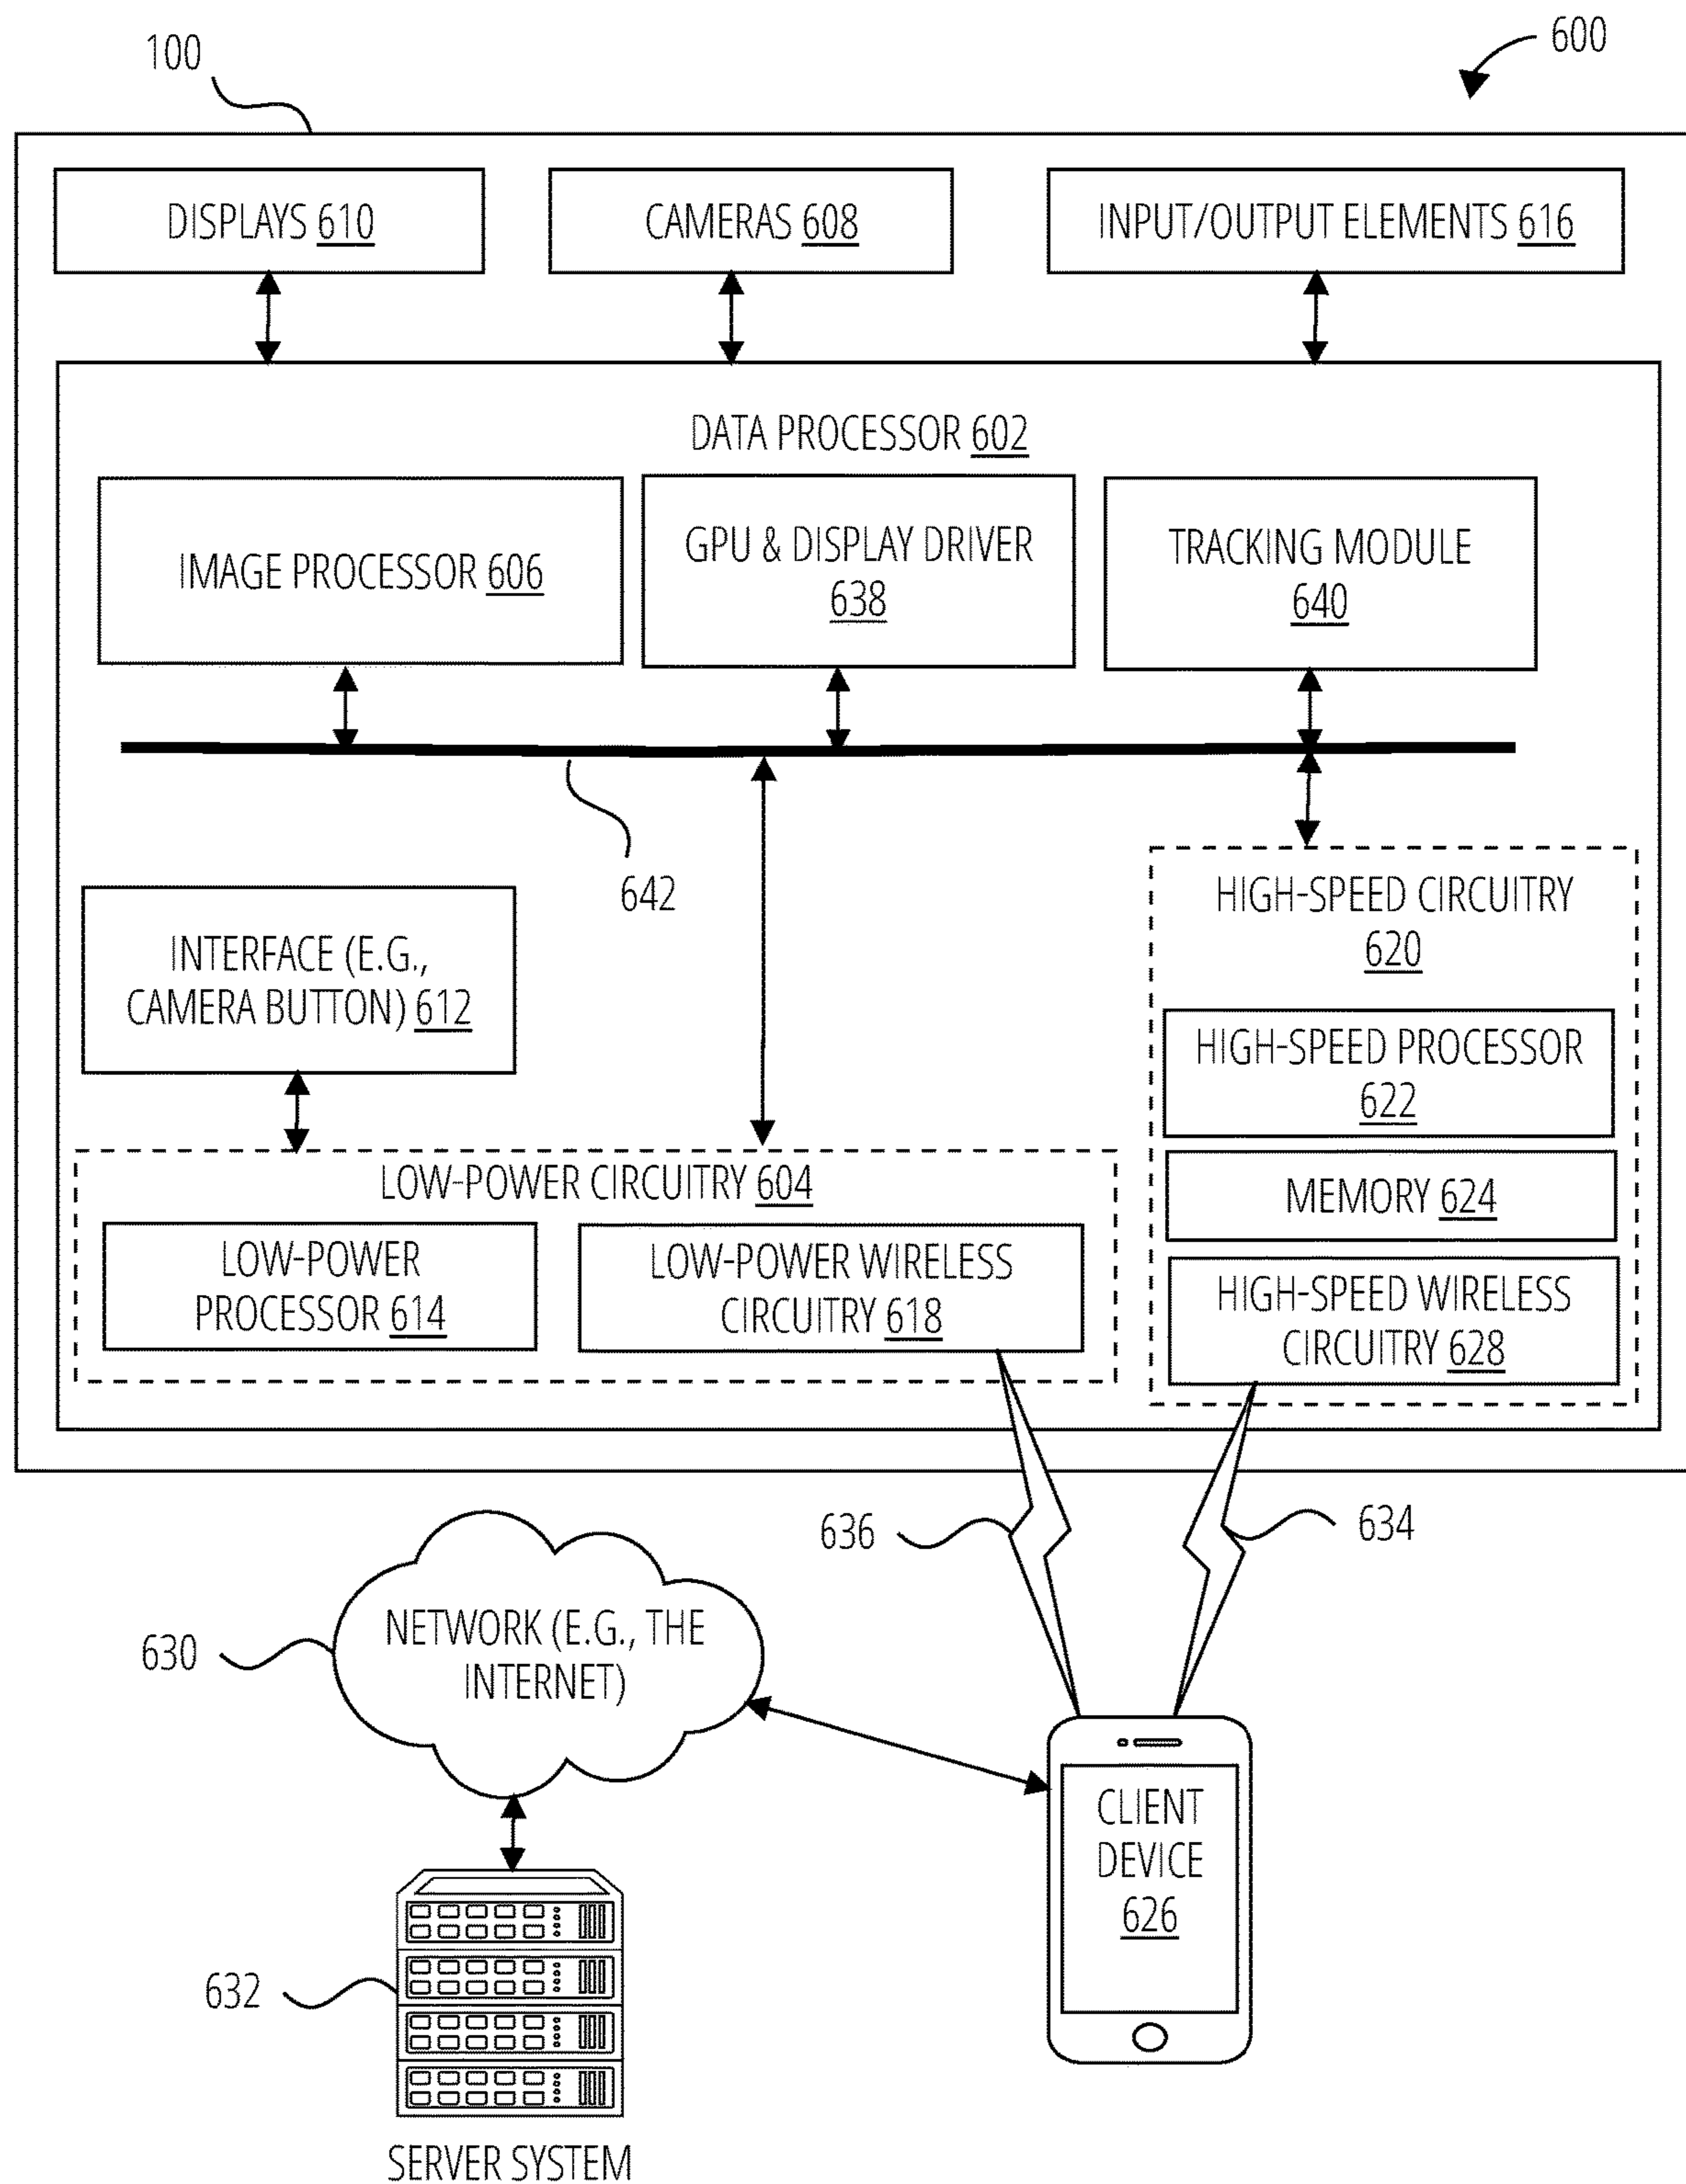 100
600
DISPLAYS 610
CAMERAS 608
INPUT/OUTPUT ELEMENTS 616
DATA PROCESSOR 602
IMAGE PROCESSOR 606
GPU & DISPLAY DRIVER
638
TRACKING MODULE
640
642
INTERFACE (E.G.,
CAMERA BUTTON) 612
HIGH-SPEED CIRCUITRY
620
HIGH-SPEED PROCESSOR
622
MEMORY 624
HIGH-SPEED WIRELESS
CIRCUITRY 628
LOW-POWER CIRCUITRY 604
LOW-POWER
PROCESSOR 614
LOW-POWER WIRELESS
CIRCUITRY 618
636
634
630
NETWORK (E.G., THE
INTERNET)
CLIENT
DEVICE
626
632
SERVER SYSTEM